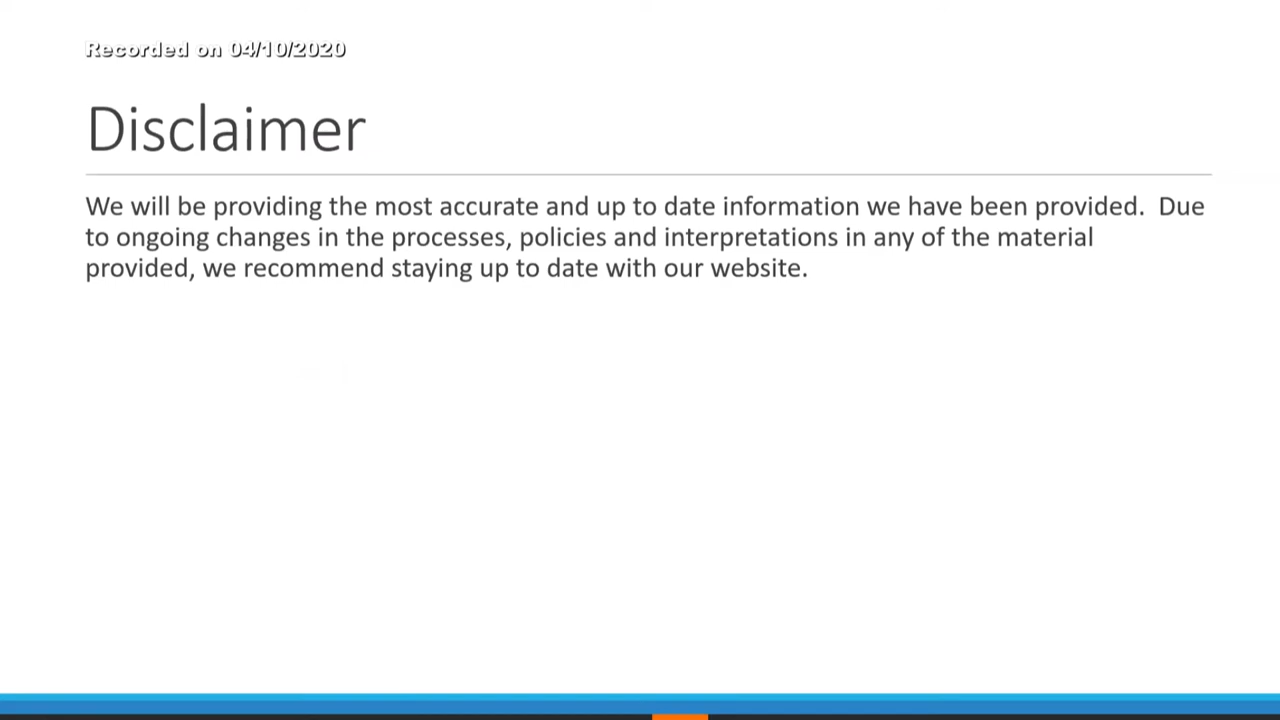 Recorded on 04/10/2020
Disclaimer
We will be providing the most accurate and up to date information we have been provided.  Due
to ongoing changes in the processes, policies and interpretations in any of the material
provided, we recommend staying up to date with our website.